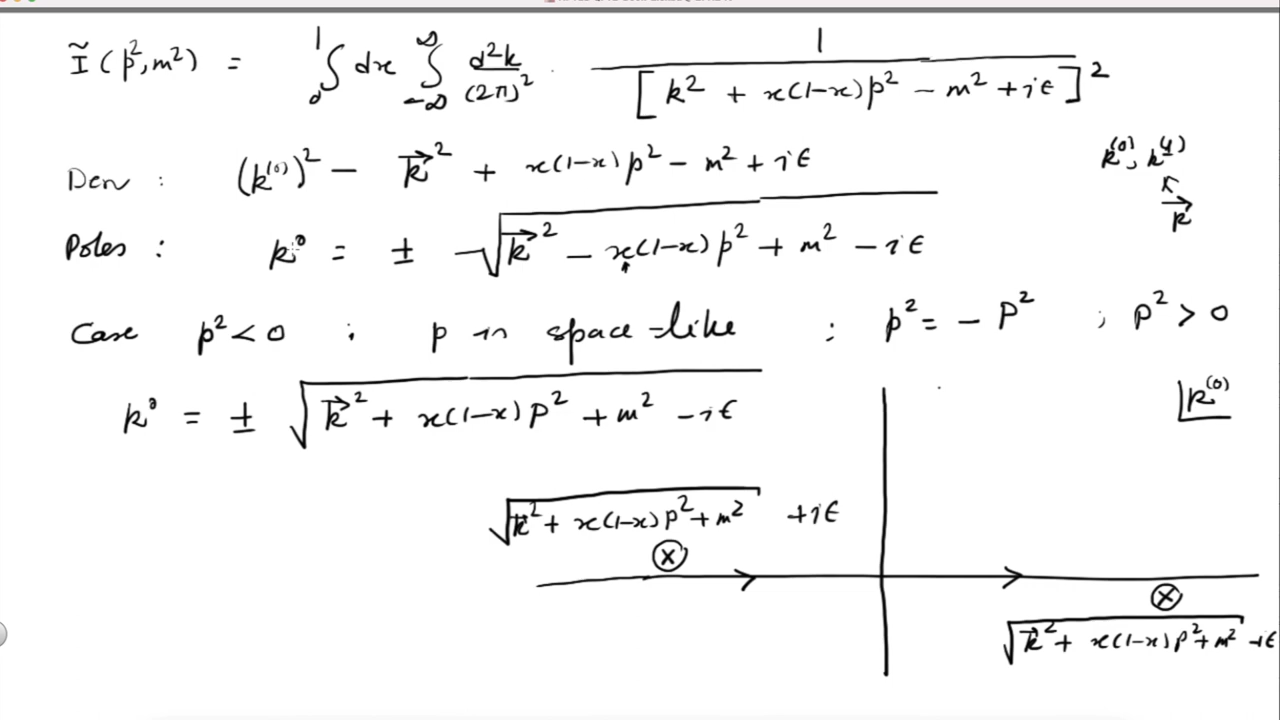 Ĩ(p²,m²) = ₀∫¹ dx ₋∞∫^∞ d²k/(2π)² · 1/[k² + x(1-x)p² - m² + iϵ]²
Den : (k⁽⁰⁾)² - k⃗² + x(1-x)p² - m² + iϵ
k⁽⁰⁾, k⁽¹⁾
k⃗
Poles : k⁰ = ± √(k⃗² - x(1-x)p² + m² - iϵ)
Case p² < 0 ; p is space-like ; p² = - P² ; P² > 0
k⁰ = ± √(k⃗² + x(1-x)P² + m² - iϵ)
k⁽⁰⁾
√(k⃗² + x(1-x)P² + m²) + iϵ
√(k⃗² + x(1-x)P² + m²) - iϵ